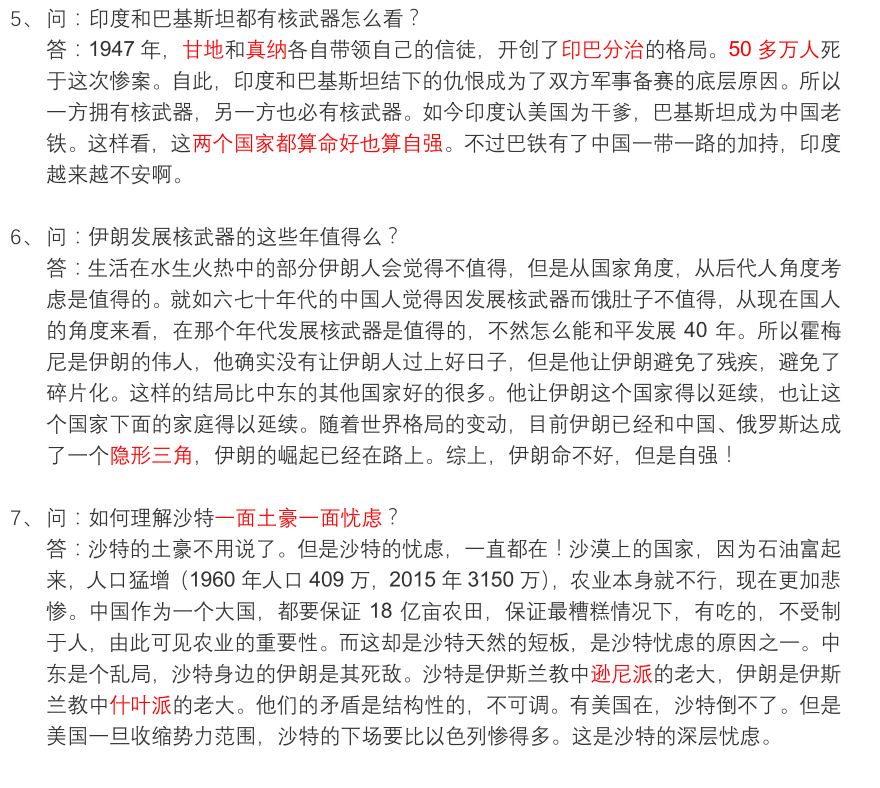 5、问：印度和巴基斯坦都有核武器怎么看？
答：1947 年，甘地和真纳各自带领自己的信徒，开创了印巴分治的格局。50 多万人死
于这次惨案。自此，印度和巴基斯坦结下的仇恨成为了双方军事备赛的底层原因。所以
一方拥有核武器，另一方也必有核武器。如今印度认美国为干爹，巴基斯坦成为中国老
铁。这样看，这两个国家都算命好也算自强。不过巴铁有了中国一带一路的加持，印度
越来越不安啊。
6、问：伊朗发展核武器的这些年值得么？
答：生活在水生火热中的部分伊朗人会觉得不值得，但是从国家角度，从后代人角度考
虑是值得的。就如六七十年代的中国人觉得因发展核武器而饿肚子不值得，从现在国人
的角度来看，在那个年代发展核武器是值得的，不然怎么能和平发展 40 年。所以霍梅
尼是伊朗的伟人，他确实没有让伊朗人过上好日子，但是他让伊朗避免了残疾，避免了
碎片化。这样的结局比中东的其他国家好的很多。他让伊朗这个国家得以延续，也让这
个国家下面的家庭得以延续。随着世界格局的变动，目前伊朗已经和中国、俄罗斯达成
了一个隐形三角，伊朗的崛起已经在路上。综上，伊朗命不好，但是自强！
7、问：如何理解沙特一面土豪一面忧虑？
答：沙特的土豪不用说了。但是沙特的忧虑，一直都在！沙漠上的国家，因为石油富起
来，人口猛增（1960 年人口 409 万，2015 年 3150 万），农业本身就不行，现在更加悲
惨。中国作为一个大国，都要保证 18 亿亩农田，保证最糟糕情况下，有吃的，不受制
于人，由此可见农业的重要性。而这却是沙特天然的短板，是沙特忧虑的原因之一。中
东是个乱局，沙特身边的伊朗是其死敌。沙特是伊斯兰教中逊尼派的老大，伊朗是伊斯
兰教中什叶派的老大。他们的矛盾是结构性的，不可调。有美国在，沙特倒不了。但是
美国一旦收缩势力范围，沙特的下场要比以色列惨得多。这是沙特的深层忧虑。